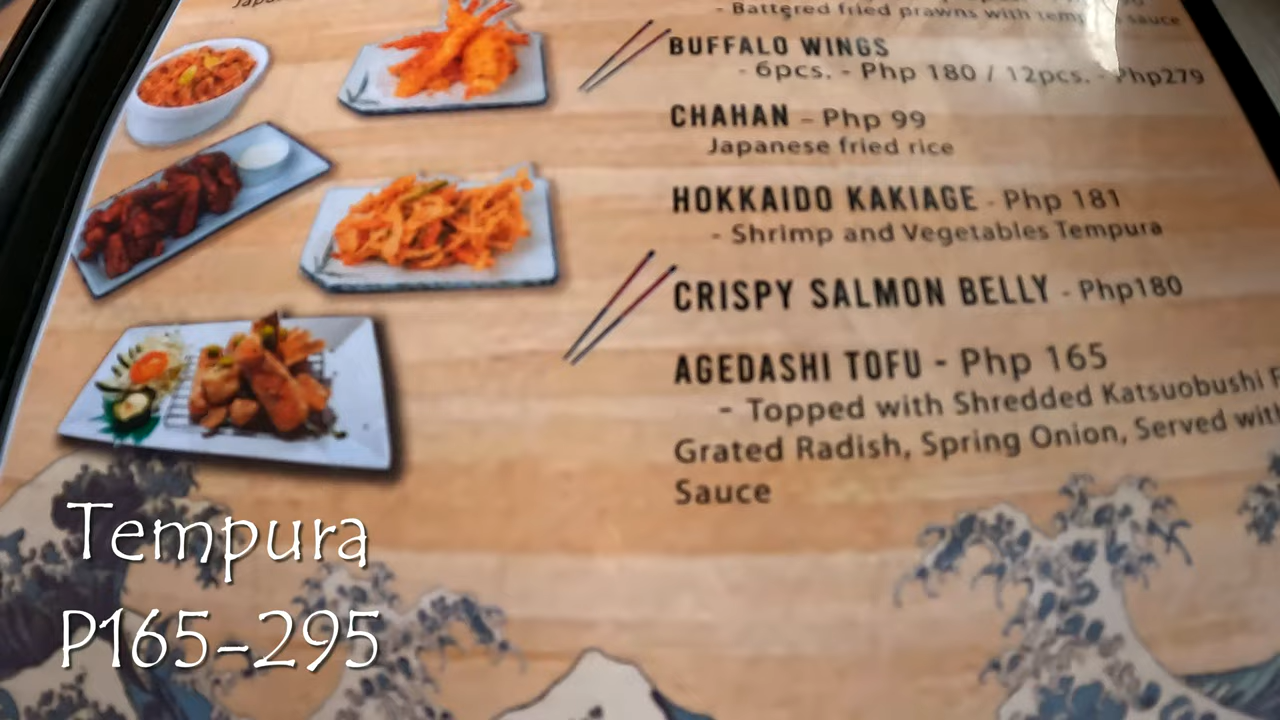 - Battered fried prawns with sauce
BUFFALO WINGS
- 6pcs. - Php 180 / 12pcs. - Php279
CHAHAN - Php 99
Japanese fried rice
HOKKAIDO KAKIAGE - Php 181
- Shrimp and Vegetables Tempura
CRISPY SALMON BELLY - Php180
AGEDASHI TOFU - Php 165
- Topped with Shredded Katsuobushi F
Grated Radish, Spring Onion, Served with
Sauce
Tempura
P165-295